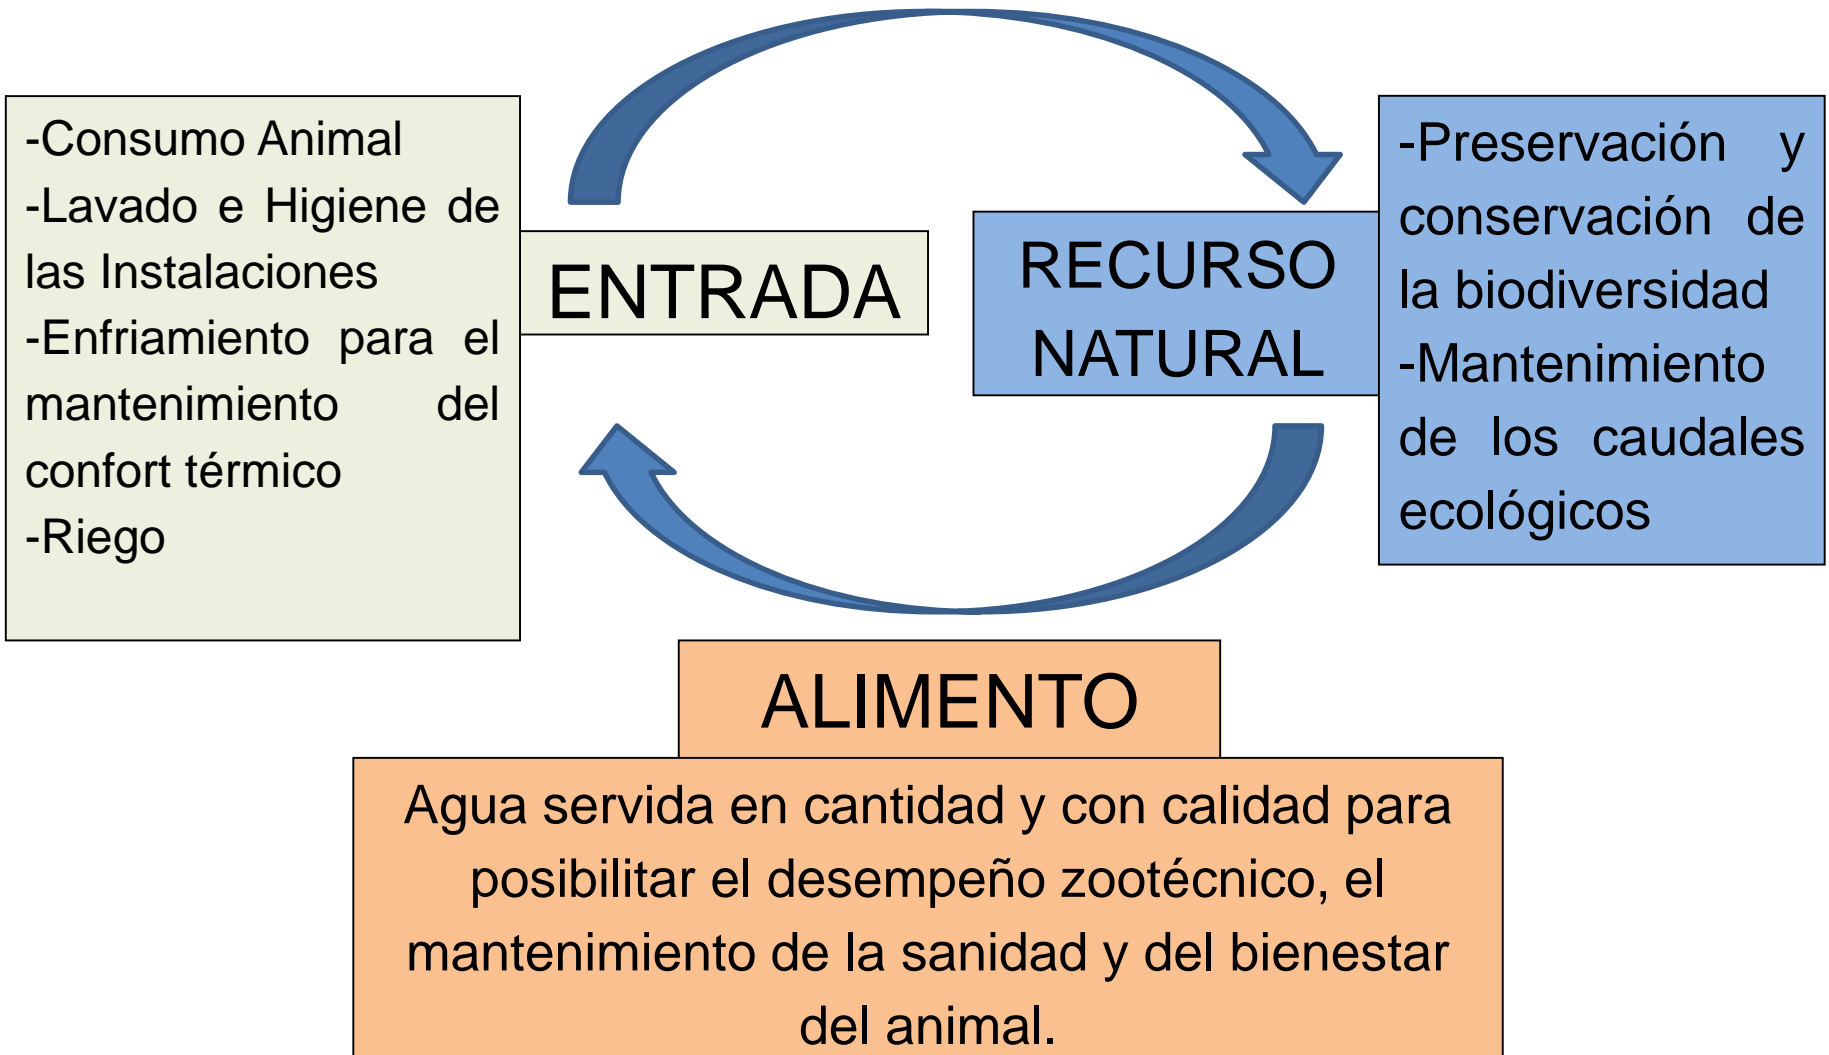 -Consumo Animal
-Lavado e Higiene de
las Instalaciones
-Enfriamiento para el
mantenimiento del
confort térmico
-Riego
ENTRADA
RECURSO
NATURAL
-Preservación y
conservación de
la biodiversidad
-Mantenimiento
de los caudales
ecológicos
ALIMENTO
Agua servida en cantidad y con calidad para
posibilitar el desempeño zootécnico, el
mantenimiento de la sanidad y del bienestar
del animal.